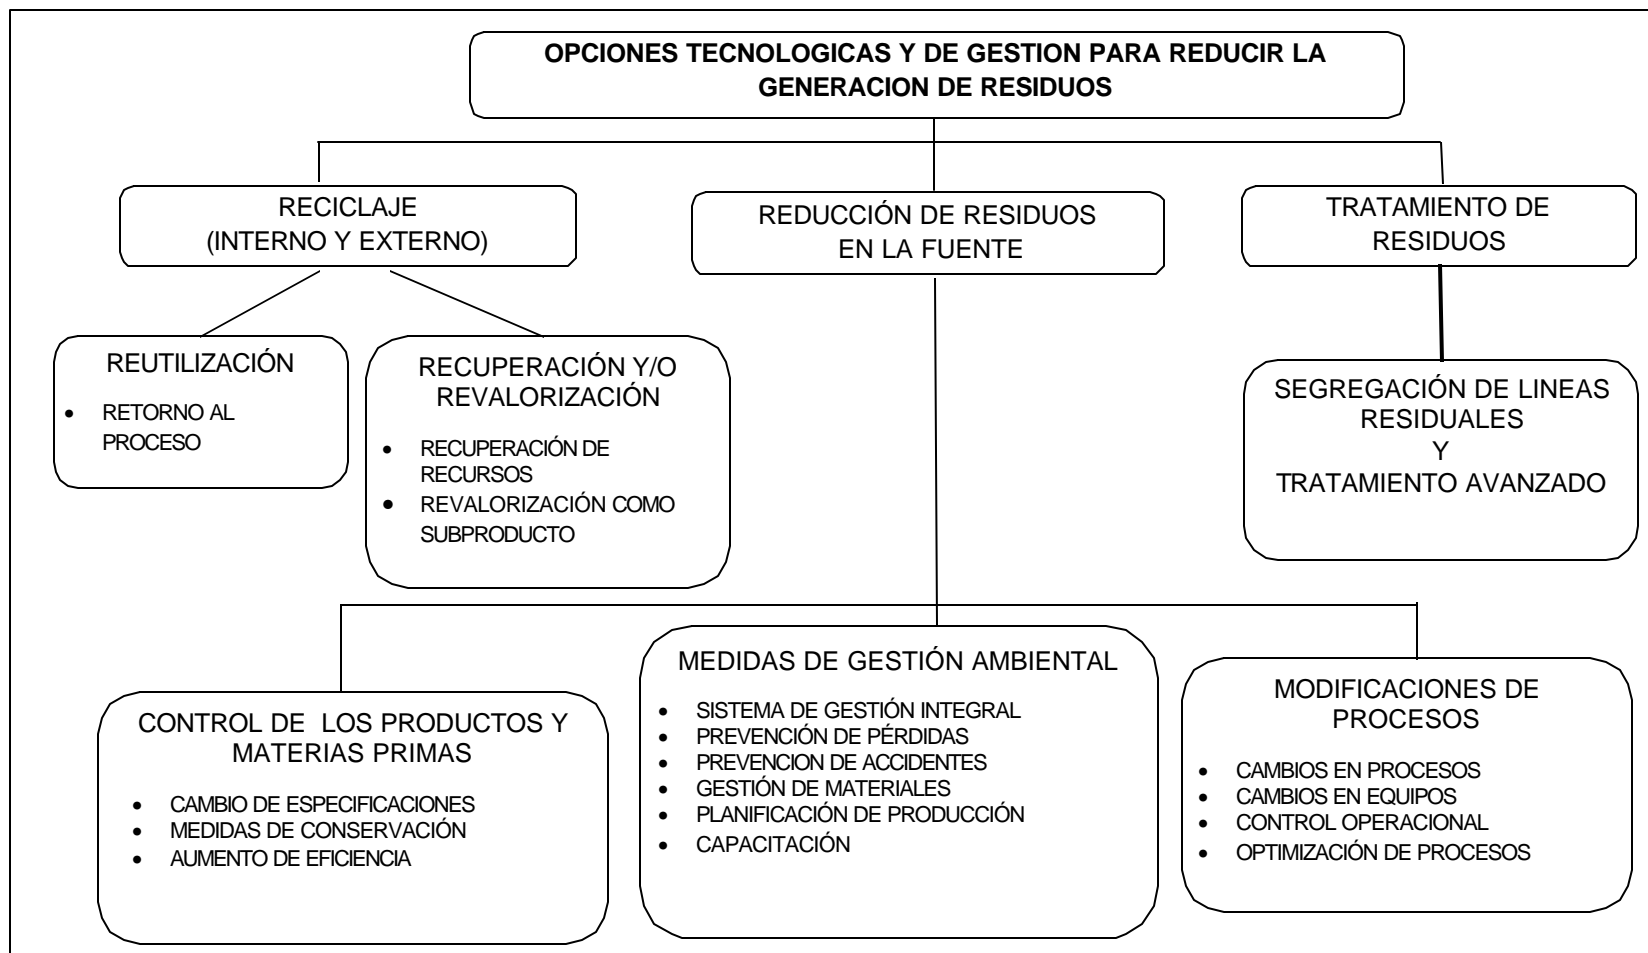 OPCIONES TECNOLOGICAS Y DE GESTION PARA REDUCIR LA
GENERACION DE RESIDUOS
RECICLAJE
(INTERNO Y EXTERNO)
REDUCCIÓN DE RESIDUOS
EN LA FUENTE
TRATAMIENTO DE
RESIDUOS
REUTILIZACIÓN
• RETORNO AL
PROCESO
RECUPERACIÓN Y/O
REVALORIZACIÓN
• RECUPERACIÓN DE
RECURSOS
• REVALORIZACIÓN COMO
SUBPRODUCTO
SEGREGACIÓN DE LINEAS
RESIDUALES
Y
TRATAMIENTO AVANZADO
CONTROL DE LOS PRODUCTOS Y
MATERIAS PRIMAS
• CAMBIO DE ESPECIFICACIONES
• MEDIDAS DE CONSERVACIÓN
• AUMENTO DE EFICIENCIA
MEDIDAS DE GESTIÓN AMBIENTAL
• SISTEMA DE GESTIÓN INTEGRAL
• PREVENCIÓN DE PÉRDIDAS
• PREVENCION DE ACCIDENTES
• GESTIÓN DE MATERIALES
• PLANIFICACIÓN DE PRODUCCIÓN
• CAPACITACIÓN
MODIFICACIONES DE
PROCESOS
• CAMBIOS EN PROCESOS
• CAMBIOS EN EQUIPOS
• CONTROL OPERACIONAL
• OPTIMIZACIÓN DE PROCESOS